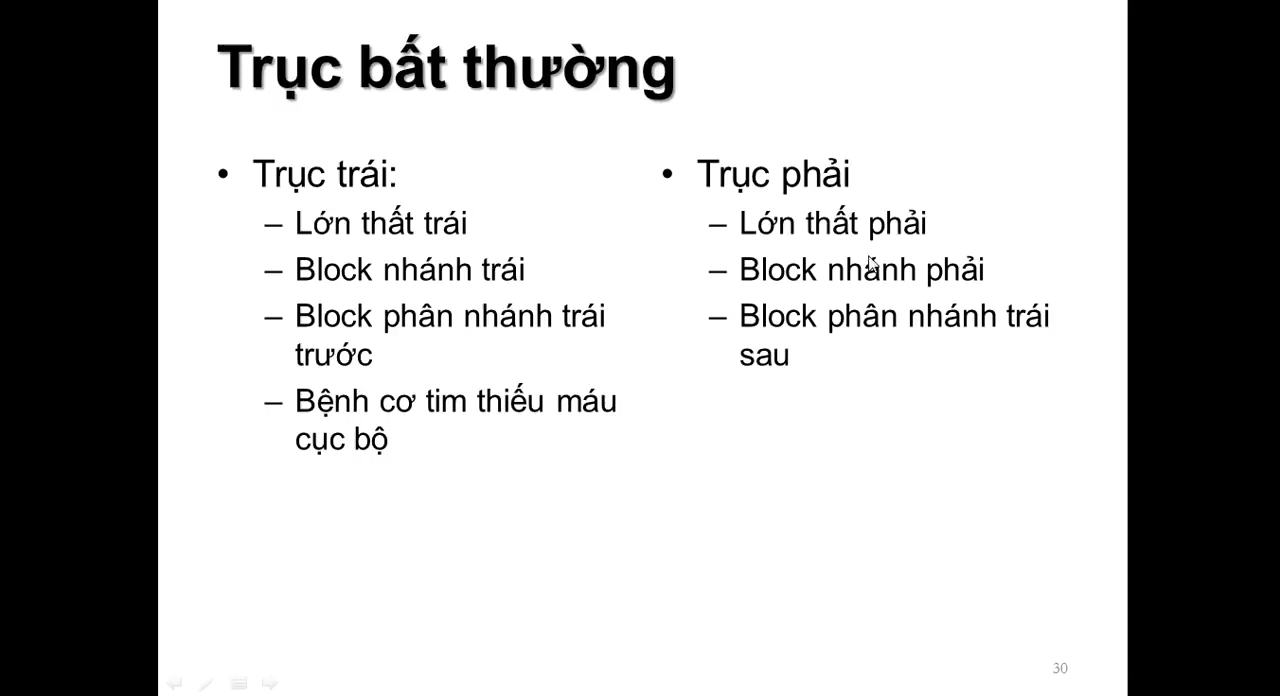 Trục bất thường
• Trục trái:
– Lớn thất trái
– Block nhánh trái
– Block phân nhánh trái
trước
– Bệnh cơ tim thiếu máu
cục bộ
• Trục phải
– Lớn thất phải
– Block nhánh phải
– Block phân nhánh trái
sau
30